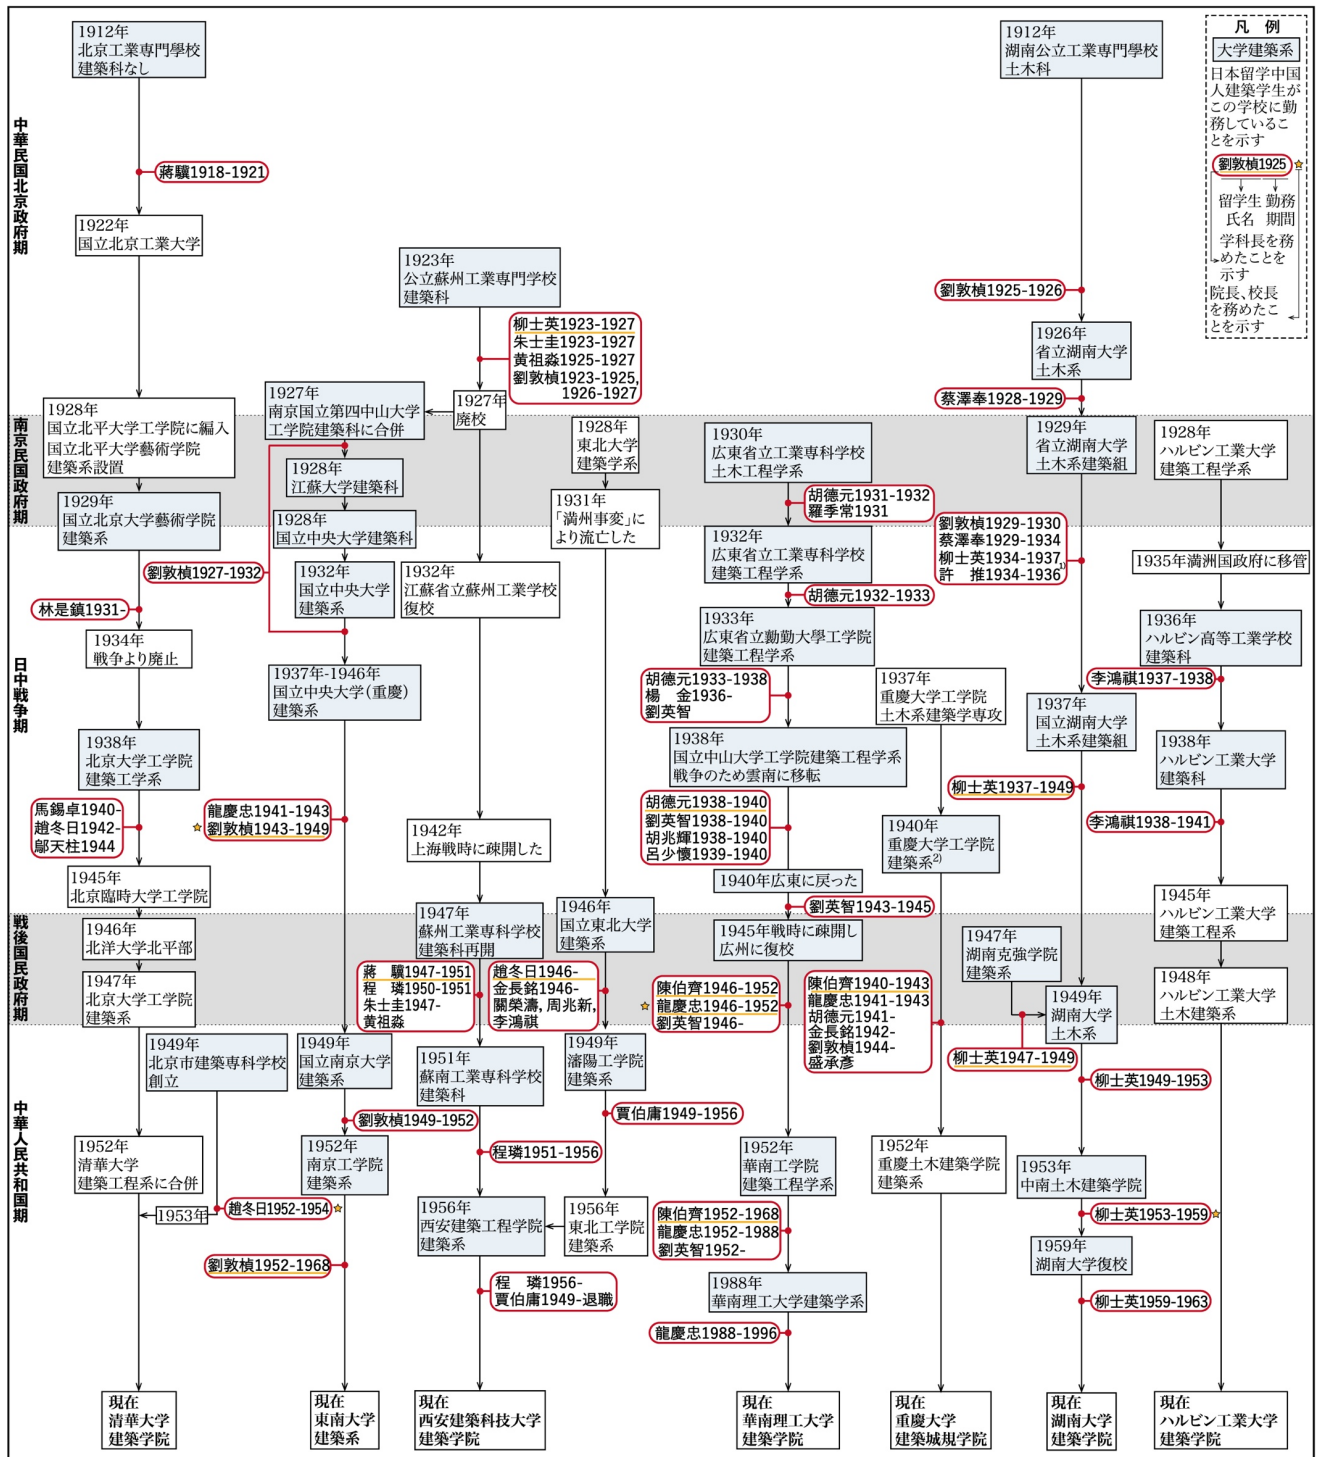 1912年
北京工業専門學校
建築科なし
蔣驥1918-1921
1922年
国立北京工業大学
1928年
国立北平大学工学院に編入
国立北平大学藝術学院
建築系設置
1929年
国立北京大学藝術学院
建築系
林是鎮1931-
1934年
戦争より廃止
1938年
北京大学工学院
建築工学系
馬錫卓1940-
趙冬日1942-
鄔天柱1944
1945年
北京臨時大学工学院
1946年
北洋大学北平部
1947年
北京大学工学院
建築系
1949年
北京市建築専科学校
創立
1952年
清華大学
建築工程系に合併
1953年
趙冬日1952-1954
現在
清華大学
建築学院
1923年
公立蘇州工業専門学校
建築科
柳士英1923-1927
朱士圭1923-1927
黄祖淼1925-1927
劉敦楨1923-1925,
1926-1927
1927年
廃校
1927年
南京国立第四中山大学
工学院建築科に合併
1928年
江蘇大学建築科
1928年
国立中央大学建築科
劉敦楨1927-1932
1932年
国立中央大学
建築系
1937年-1946年
国立中央大学(重慶)
建築系
龍慶忠1941-1943
劉敦楨1943-1949
1949年
国立南京大学
建築系
劉敦楨1949-1952
1952年
南京工学院
建築系
劉敦楨1952-1968
現在
東南大学
建築系
1932年
江蘇省立蘇州工業学校
復校
1942年
上海戦時に疎開した
1947年
蘇州工業専科学校
建築科再開
蔣 驥1947-1951
程 璘1950-1951
朱士圭1947-
黄祖淼
1951年
蘇南工業専科学校
建築科
程璘1951-1956
1956年
西安建築工程学院
建築系
程 璘1956-
賈伯庸1949-退職
現在
西安建築科技大学
建築学院
1928年
東北大学
建築学系
1931年
「満州事変」に
より流亡した
1946年
国立東北大学
建築系
趙冬日1946-
金長銘1946-
關榮濤, 周兆新,
李鴻祺
1949年
瀋陽工学院
建築系
賈伯庸1949-1956
1956年
東北工学院
建築系
1930年
広東省立工業専科学校
土木工程学系
胡德元1931-1932
羅季常1931
1932年
広東省立工業専科学校
建築工程学系
胡德元1932-1933
1933年
広東省立勷勤大學工学院
建築工程学系
胡德元1933-1938
楊 金1936-
劉英智
1938年
国立中山大学工学院建築工程学系
戦争のため雲南に移転
胡德元1938-1940
劉英智1938-1940
胡兆輝1938-1940
呂少懷1939-1940
1940年広東に戻った
劉英智1943-1945
1945年戦時に疎開し
広州に復校
陳伯齊1946-1952
龍慶忠1946-1952
劉英智1946-
1952年
華南工学院
建築工程学系
陳伯齊1952-1968
龍慶忠1952-1988
劉英智1952-
1988年
華南理工大学建築学系
龍慶忠1988-1996
現在
華南理工大学
建築学院
1937年
重慶大学工学院
土木系建築学専攻
1940年
重慶大学工学院
建築系2)
陳伯齊1940-1943
龍慶忠1941-1943
胡德元1941-
金長銘1942-
劉敦楨1944-
盛承彥
1952年
重慶土木建築学院
建築系
現在
重慶大学
建築城規学院
1912年
湖南公立工業専門學校
土木科
劉敦楨1925-1926
1926年
省立湖南大学
土木系
蔡澤奉1928-1929
1929年
省立湖南大学
土木系建築組
劉敦楨1929-1930
蔡澤奉1929-1934
柳士英1934-1937
許 推1934-1936 1)
1937年
国立湖南大学
土木系建築組
柳士英1937-1949
1947年
湖南克強学院
建築系
1949年
湖南大学
土木系
柳士英1947-1949
柳士英1949-1953
1953年
中南土木建築学院
柳士英1953-1959
1959年
湖南大学復校
柳士英1959-1963
現在
湖南大学
建築学院
1928年
ハルビン工業大学
建築工程学系
1935年満洲国政府に移管
1936年
ハルビン高等工業学校
建築科
李鴻祺1937-1938
1938年
ハルビン工業大学
建築科
李鴻祺1938-1941
1945年
ハルビン工業大学
建築工程系
1948年
ハルビン工業大学
土木建築系
現在
ハルビン工業大学
建築学院
凡 例
大学建築系
日本留学中国
人建築学生が
この学校に勤
務しているこ
とを示す
劉敦楨1925
留学生 勤務
氏名 期間
学科長を務
めたことを
示す
院長、校長
を務めたこ
とを示す
中華民国北京政府期
南京民国政府期
日中戦争期
戦後国民政府期
中華人民共和国期